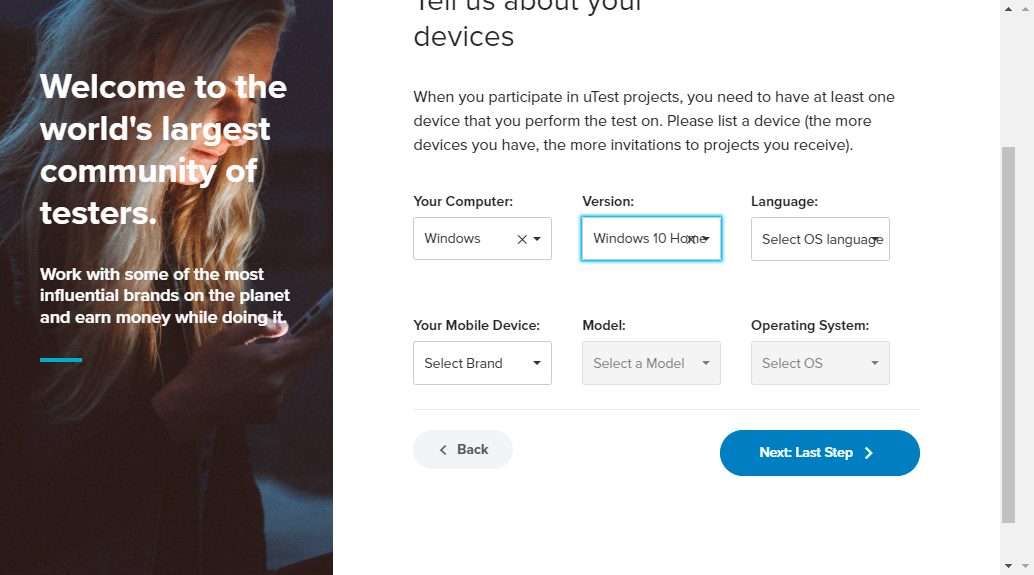 Welcome to the
world's largest
community of
testers.
Work with some of the most
influential brands on the planet
and earn money while doing it.
Tell us about your
devices
When you participate in uTest projects, you need to have at least one
device that you perform the test on. Please list a device (the more
devices you have, the more invitations to projects you receive).
Your Computer: Version: Language:
Windows Windows 10 Home Select OS language
Your Mobile Device: Model: Operating System:
Select Brand Select a Model Select OS
Back Next: Last Step